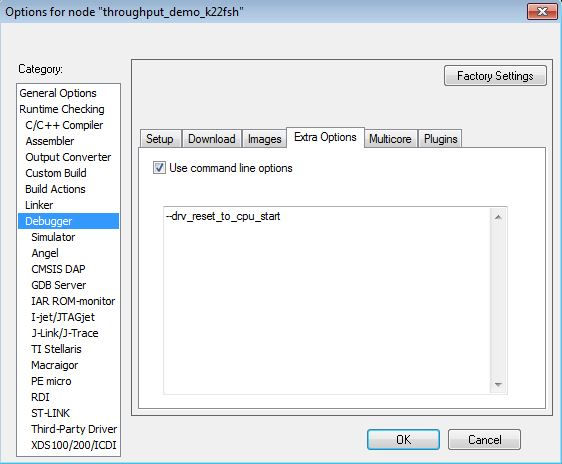 Options for node "throughput_demo_k22fsh"
Category:
General Options
Runtime Checking
C/C++ Compiler
Assembler
Output Converter
Custom Build
Build Actions
Linker
Debugger
Simulator
Angel
CMSIS DAP
GDB Server
IAR ROM-monitor
I-jet/JTAGjet
J-Link/J-Trace
TI Stellaris
Macraigor
PE micro
RDI
ST-LINK
Third-Party Driver
XDS100/200/ICDI
Factory Settings
Setup Download Images Extra Options Multicore Plugins
Use command line options
--drv_reset_to_cpu_start
OK Cancel